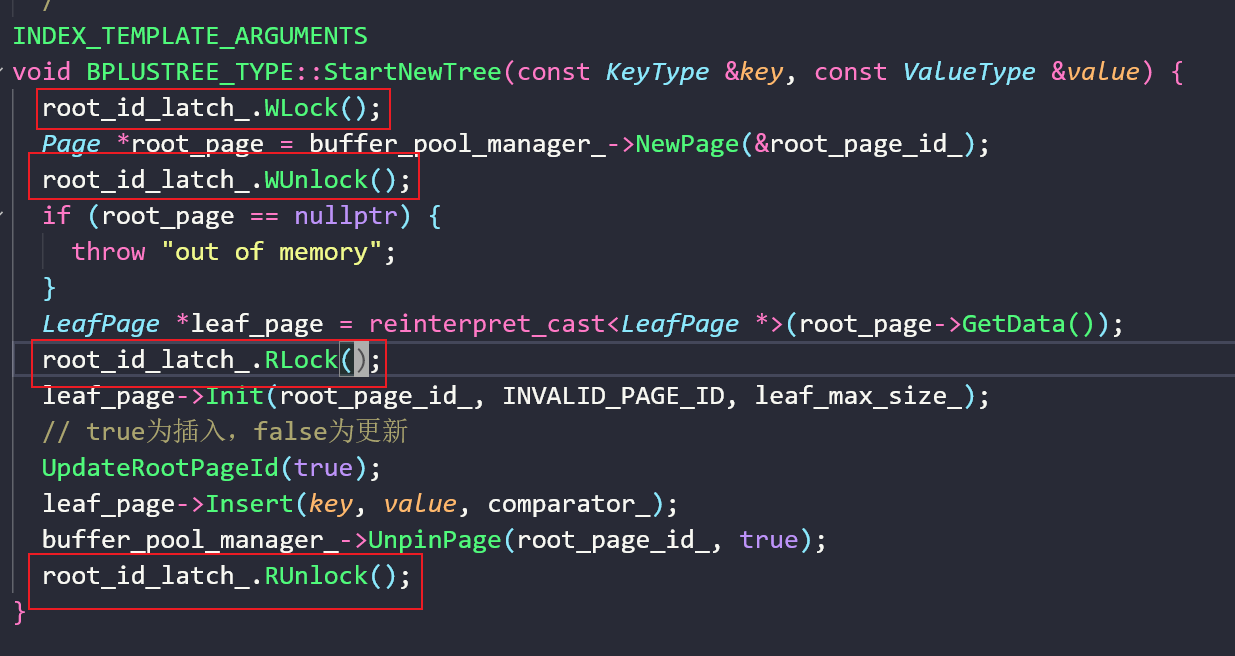 /
INDEX_TEMPLATE_ARGUMENTS
void BPLUSTREE_TYPE::StartNewTree(const KeyType &key, const ValueType &value) {
root_id_latch_.WLock();
Page *root_page = buffer_pool_manager_->NewPage(&root_page_id_);
root_id_latch_.WUnlock();
if (root_page == nullptr) {
throw "out of memory";
}
LeafPage *leaf_page = reinterpret_cast<LeafPage *>(root_page->GetData());
root_id_latch_.RLock();
leaf_page->Init(root_page_id_, INVALID_PAGE_ID, leaf_max_size_);
// true为插入，false为更新
UpdateRootPageId(true);
leaf_page->Insert(key, value, comparator_);
buffer_pool_manager_->UnpinPage(root_page_id_, true);
root_id_latch_.RUnlock();
}